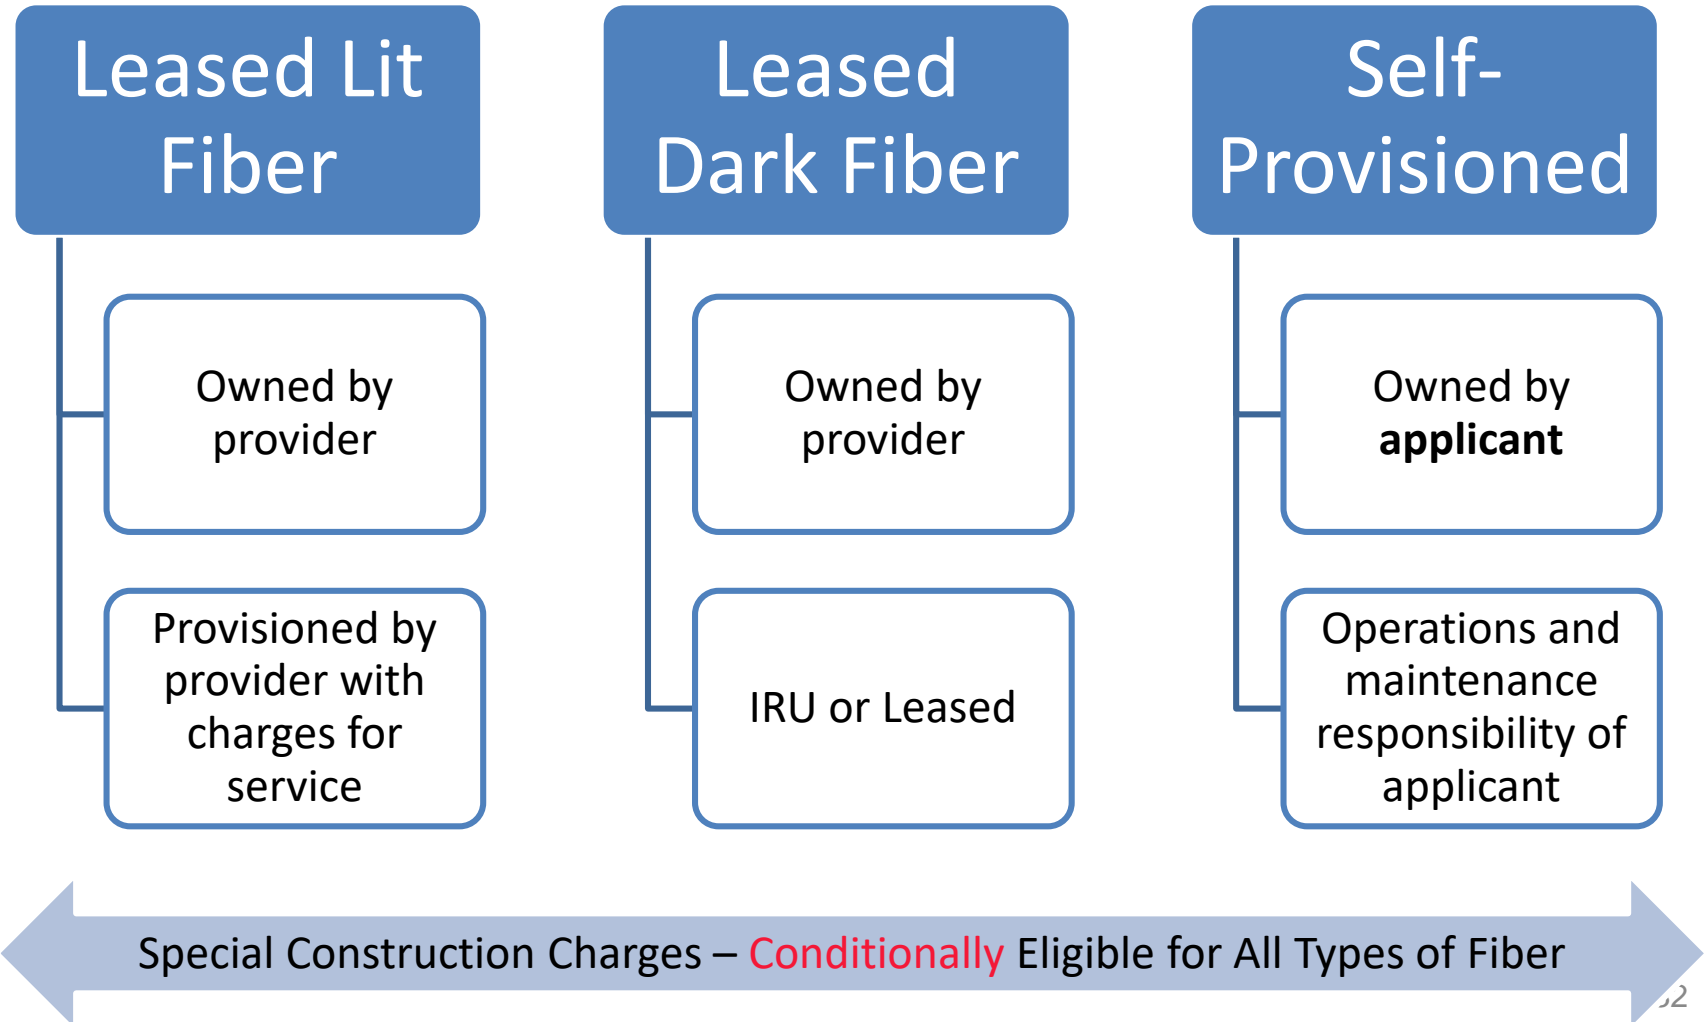 Leased Lit
Fiber
Owned by
provider
Provisioned by
provider with
charges for
service
Leased
Dark Fiber
Owned by
provider
IRU or Leased
Self-
Provisioned
Owned by
applicant
Operations and
maintenance
responsibility of
applicant
Special Construction Charges – Conditionally Eligible for All Types of Fiber